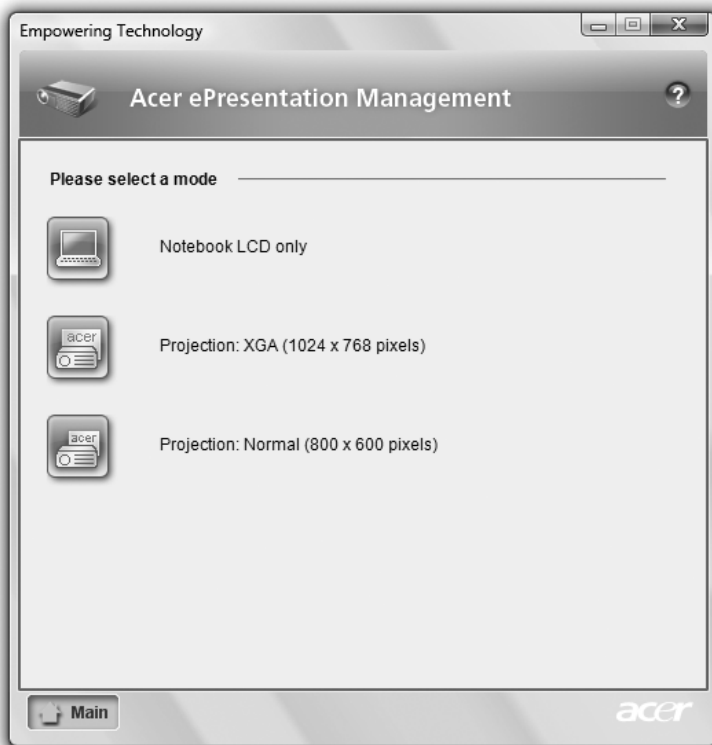 Empowering Technology
Acer ePresentation Management
?
Please select a mode
Notebook LCD only
acer
Projection: XGA (1024 x 768 pixels)
acer
Projection: Normal (800 x 600 pixels)
Main
acer